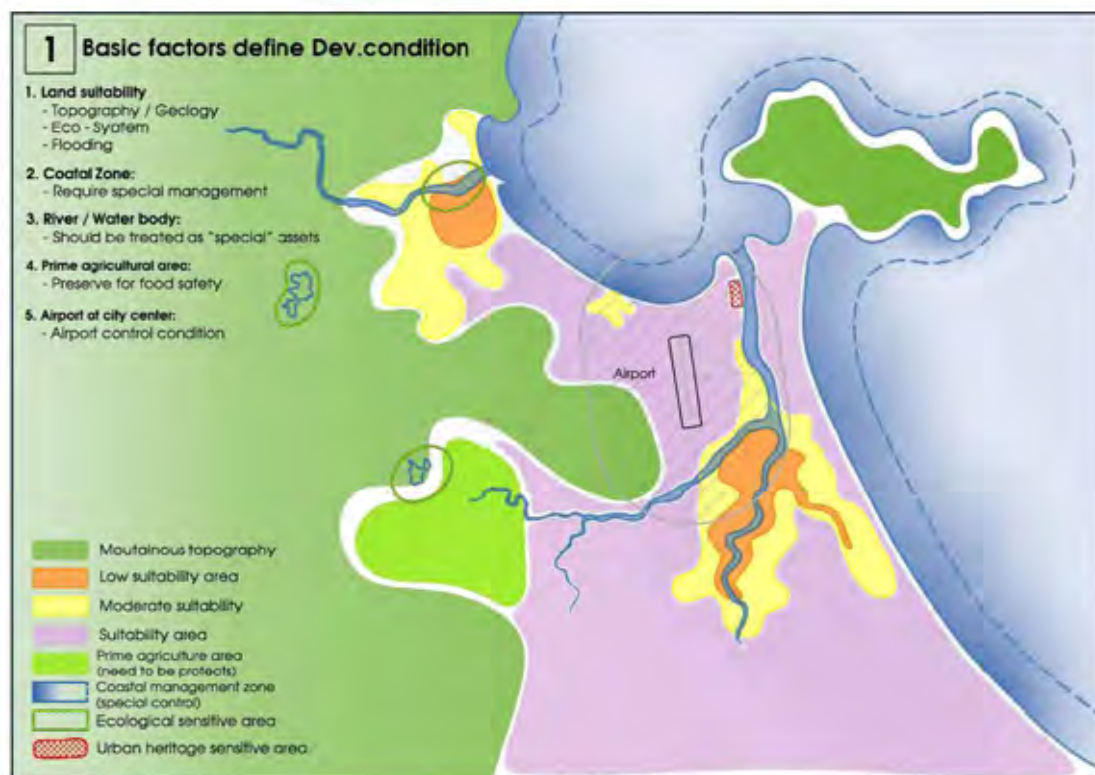 1 Basic factors define Dev.condition
1. Land suitability
- Topography / Geology
- Eco - Syatem
- Flooding
2. Coatal Zone:
- Require special management
3. River / Water body:
- Should be treated as "special" assets
4. Prime agricultural area:
- Preserve for food safety
5. Airport at city center:
- Airport control condition
Airport
Moutainous topography
Low suitability area
Moderate suitability
Suitability area
Prime agriculture area
(need to be protects)
Coastal management zone
(special control)
Ecological sensitive area
Urban heritage sensitive area